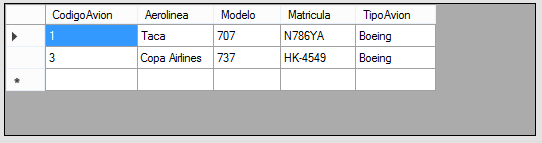 CodigoAvion Aerolinea Modelo Matricula TipoAvion
1 Taca 707 N786YA Boeing
3 Copa Airlines 737 HK-4549 Boeing